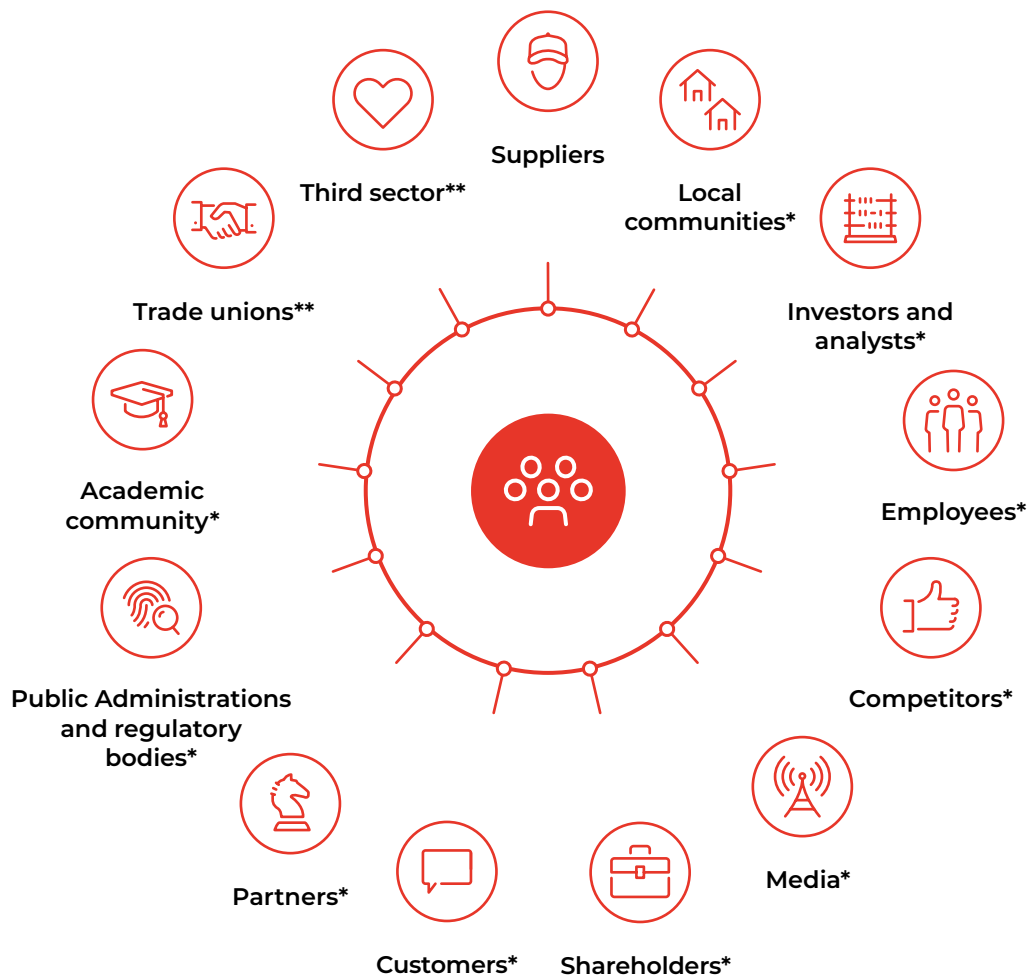 Suppliers
Third sector**
Local
communities*
Trade unions**
Investors and
analysts*
Academic
community*
Employees*
Public Administrations
and regulatory
bodies*
Competitors*
Partners*
Media*
Customers*
Shareholders*